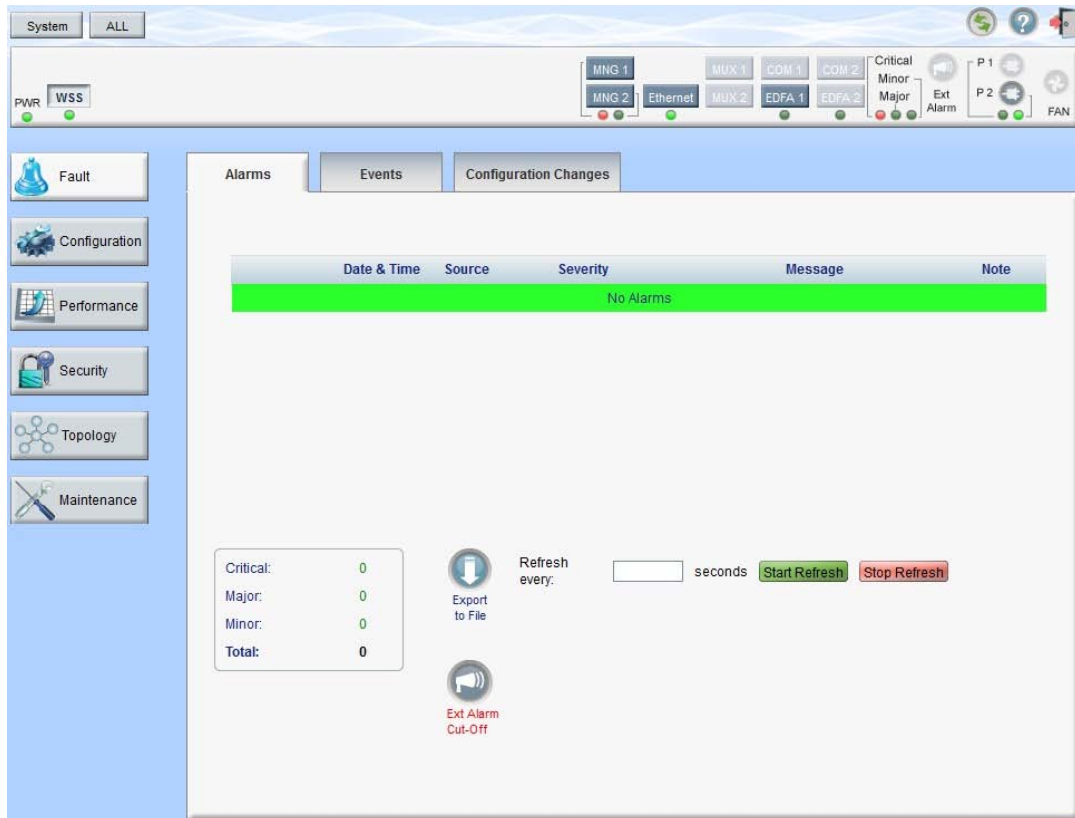 System ALL
PWR WSS
MNG 1 MUX 1 COM 1 COM 2
MNG 2 Ethernet MUX 2 EDFA 1 EDFA 2
Critical
Minor
Major
Ext
Alarm
P 1
P 2
FAN
Fault
Configuration
Performance
Security
Topology
Maintenance
Alarms Events Configuration Changes
Date & Time Source Severity Message Note
No Alarms
Critical: 0
Major: 0
Minor: 0
Total: 0
Export
to File
Ext Alarm
Cut-Off
Refresh
every: seconds Start Refresh Stop Refresh